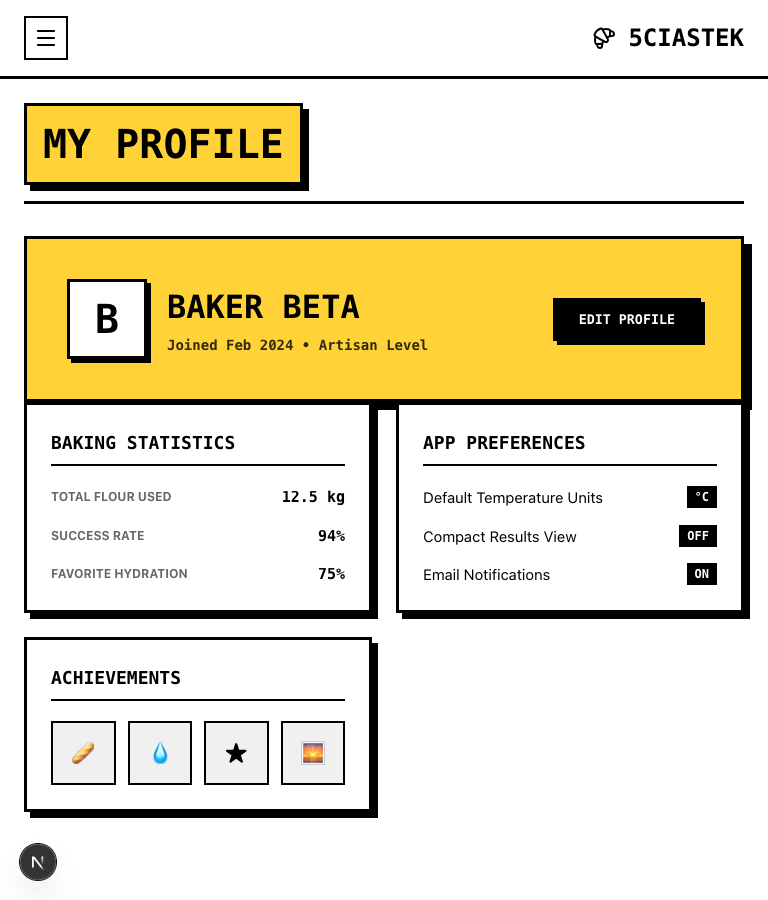 5CIASTEK
MY PROFILE
B
BAKER BETA
Joined Feb 2024 • Artisan Level
EDIT PROFILE
BAKING STATISTICS
TOTAL FLOUR USED 12.5 kg
SUCCESS RATE 94%
FAVORITE HYDRATION 75%
APP PREFERENCES
Default Temperature Units °C
Compact Results View OFF
Email Notifications ON
ACHIEVEMENTS
N